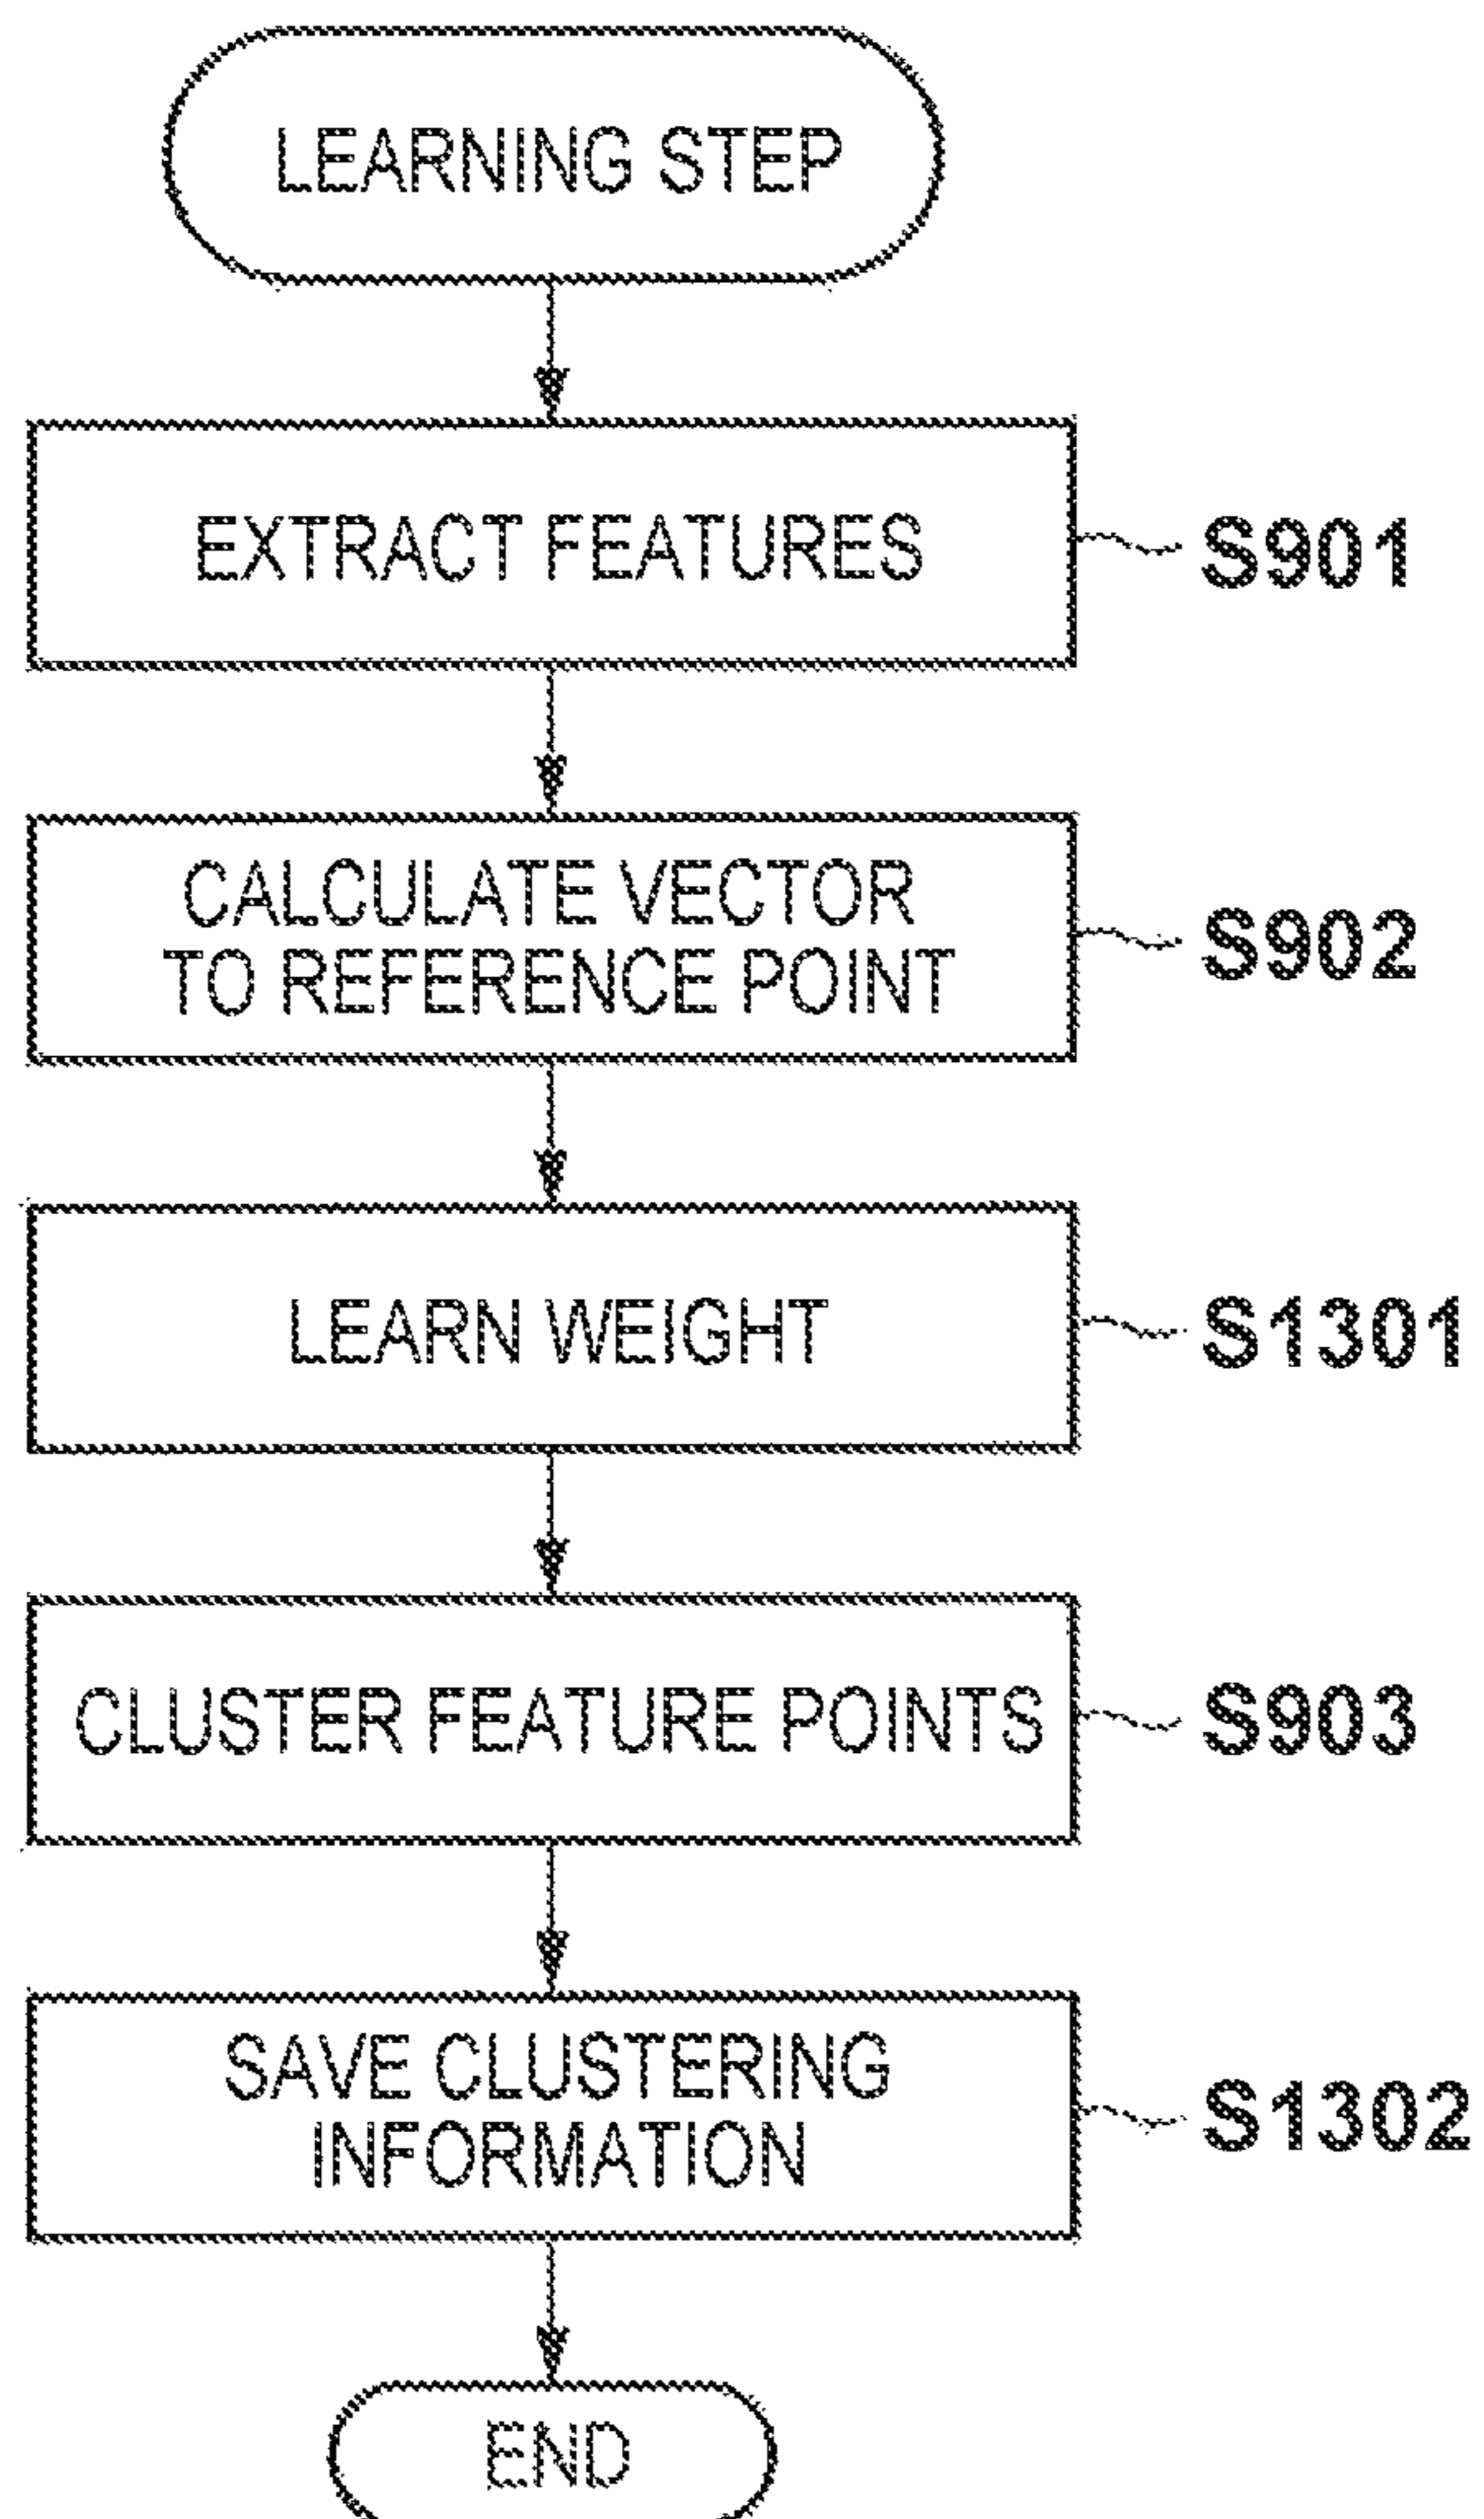 LEARNING STEP
EXTRACT FEATURES
S901
CALCULATE VECTOR
TO REFERENCE POINT
S902
LEARN WEIGHT
S1301
CLUSTER FEATURE POINTS
S903
SAVE CLUSTERING
INFORMATION
S1302
END